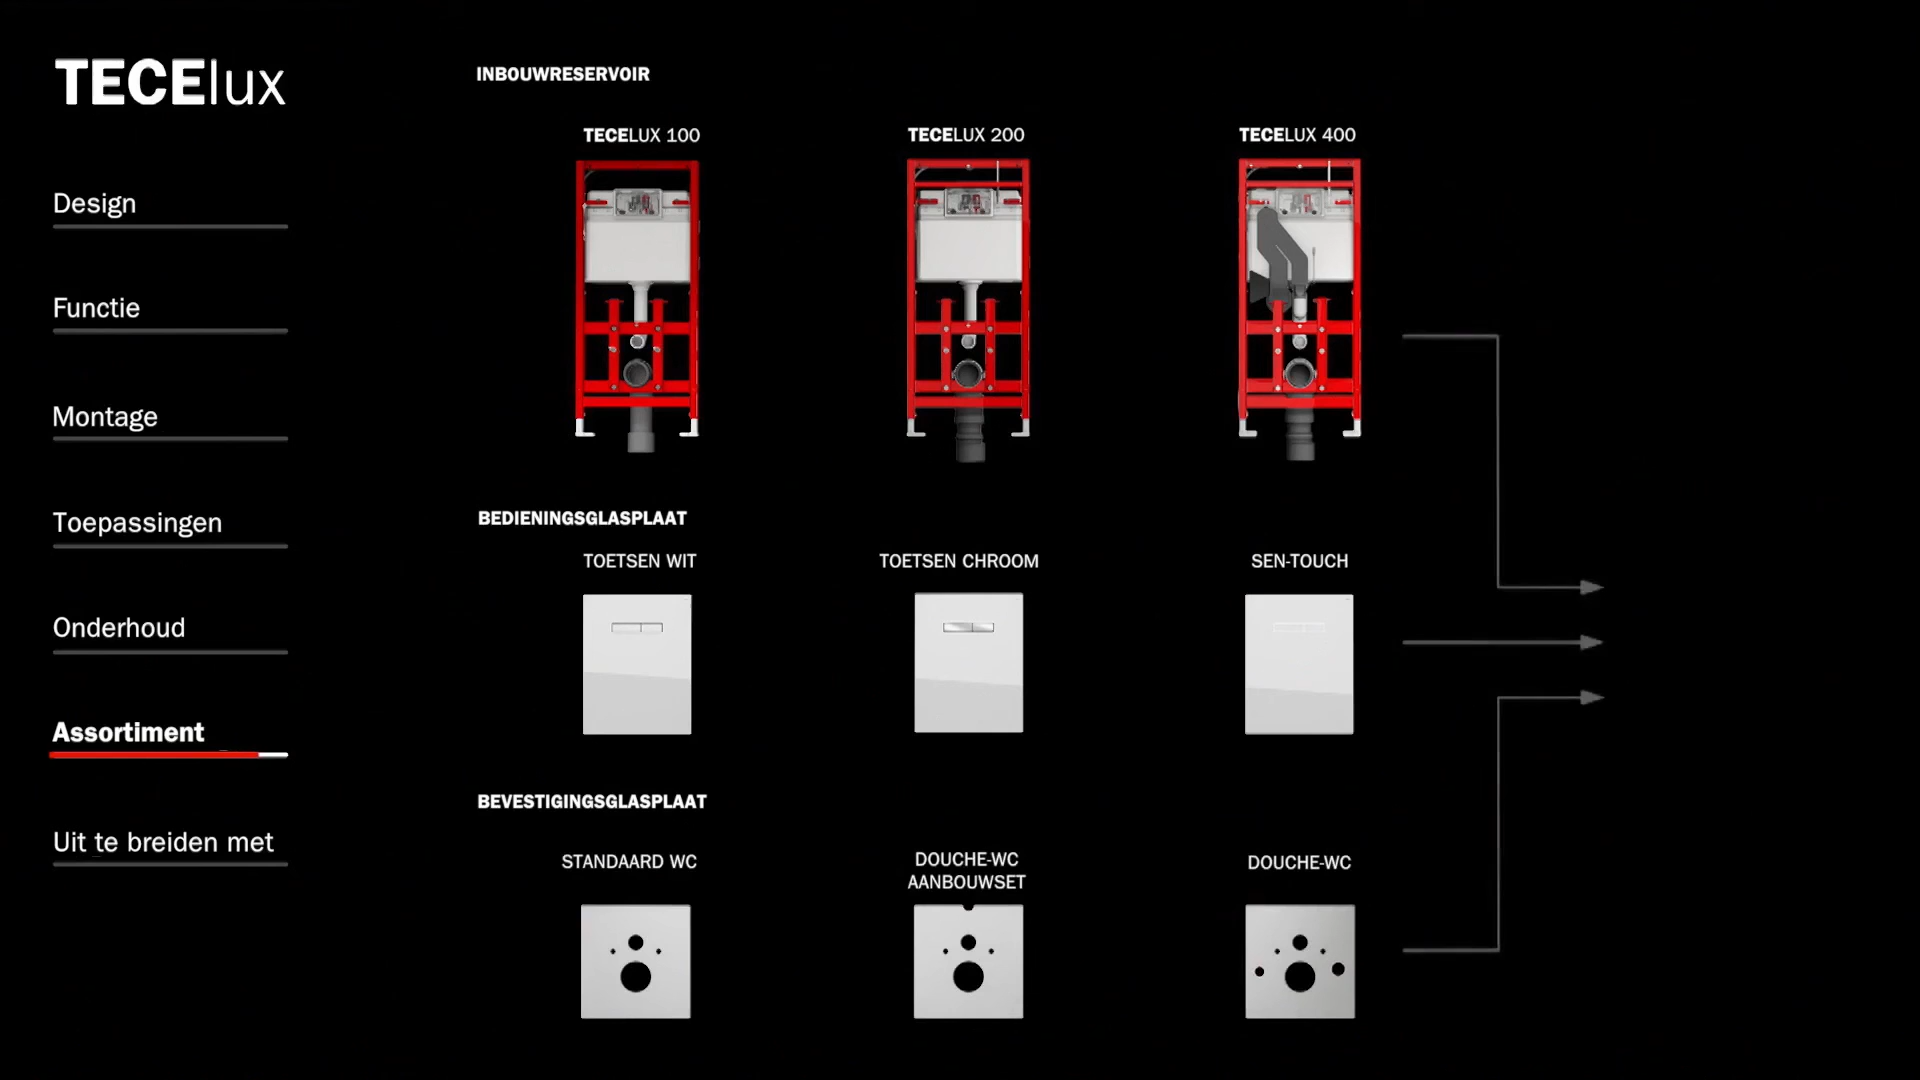 TECElux
Design
Functie
Montage
Toepassingen
Onderhoud
Assortiment
Uit te breiden met
INBOUWRESERVOIR
TECELUX 100
TECELUX 200
TECELUX 400
BEDIENINGSGLASPLAAT
TOETSEN WIT
TOETSEN CHROOM
SEN-TOUCH
BEVESTIGINGSGLASPLAAT
STANDAARD WC
DOUCHE-WC
AANBOUWSET
DOUCHE-WC